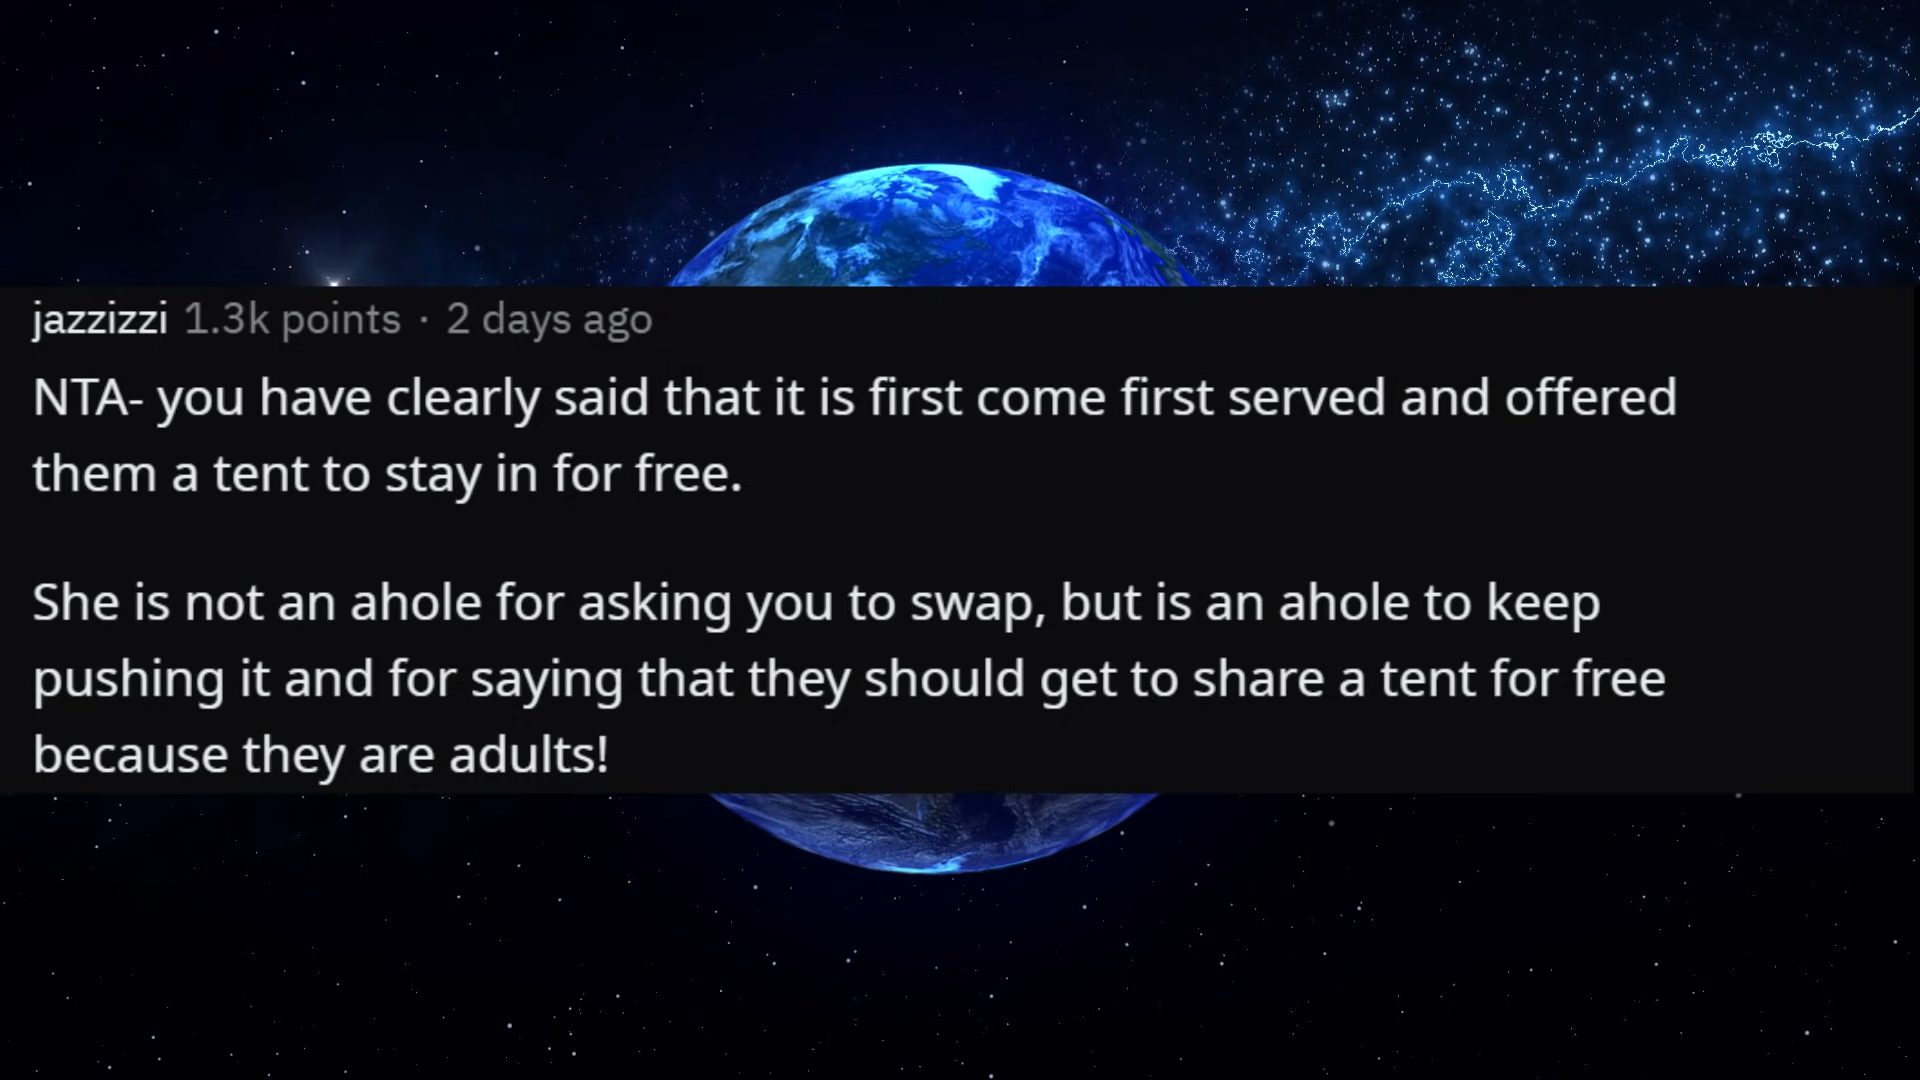 jazzizzi 1.3k points · 2 days ago
NTA- you have clearly said that it is first come first served and offered
them a tent to stay in for free.
She is not an ahole for asking you to swap, but is an ahole to keep
pushing it and for saying that they should get to share a tent for free
because they are adults!